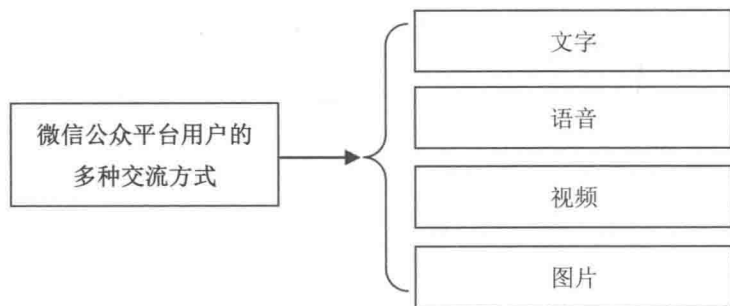 微信公众平台用户的
多种交流方式
文字
语音
视频
图片